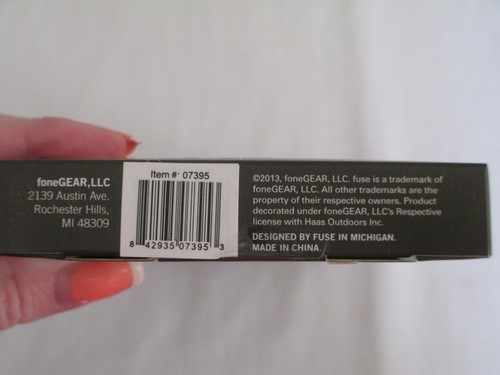 foneGEAR,LLC
2139 Austin Ave.
Rochester Hills,
MI 48309
Item #: 07395
8 42935 07395 3
©2013, foneGEAR, LLC. fuse is a trademark of
foneGEAR, LLC. All other trademarks are the
property of their respective owners. Product
decorated under foneGEAR, LLC's Respective
license with Haas Outdoors Inc.
DESIGNED BY FUSE IN MICHIGAN.
MADE IN CHINA.